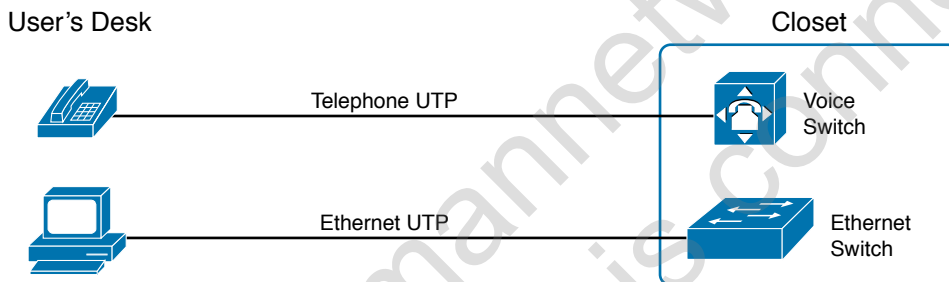 User's Desk
Closet
Telephone UTP
Voice
Switch
Ethernet UTP
Ethernet
Switch